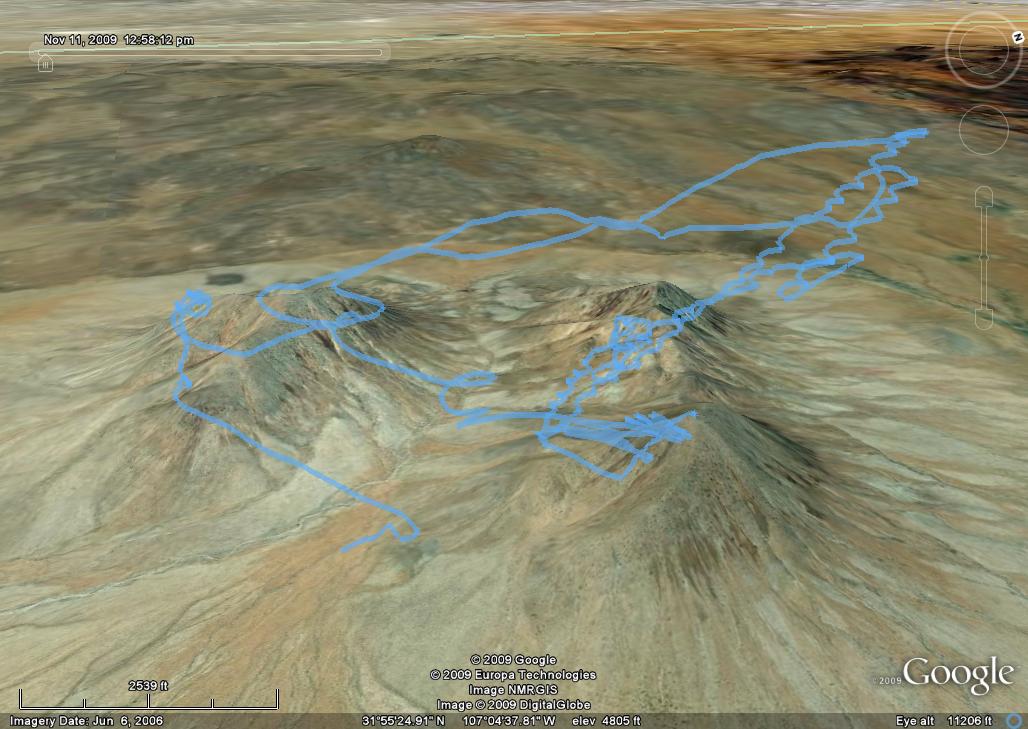 Nov 11, 2009 12:58:12 pm
N
© 2009 Google
© 2009 Europa Technologies
Image NMRGIS
Image © 2009 DigitalGlobe
©2009 Google
2539 ft
Imagery Date: Jun 6, 2006 31°55'24.91" N 107°04'37.81" W elev 4805 ft Eye alt 11206 ft